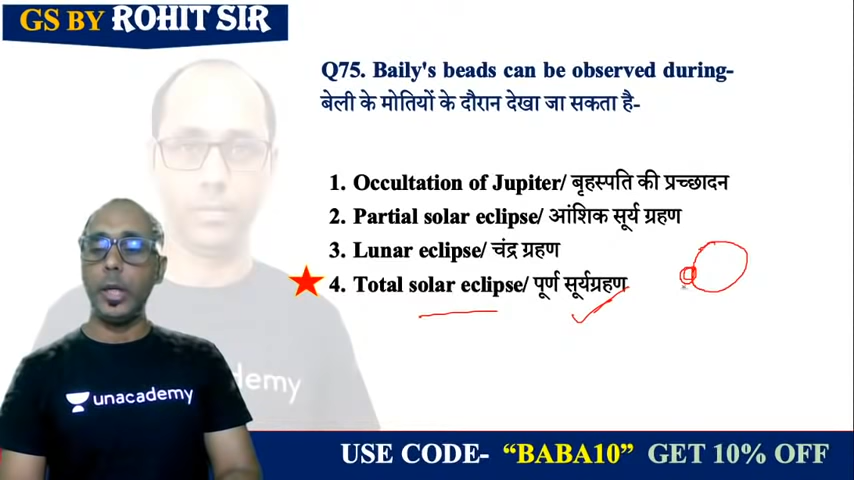 GS BY ROHIT SIR
Q75. Baily's beads can be observed during-
बेली के मोतियों के दौरान देखा जा सकता है-
1. Occultation of Jupiter/ बृहस्पति की प्रच्छादन
2. Partial solar eclipse/ आंशिक सूर्य ग्रहण
3. Lunar eclipse/ चंद्र ग्रहण
4. Total solar eclipse/ पूर्ण सूर्यग्रहण
unacademy
demy
USE CODE- “BABA10” GET 10% OFF